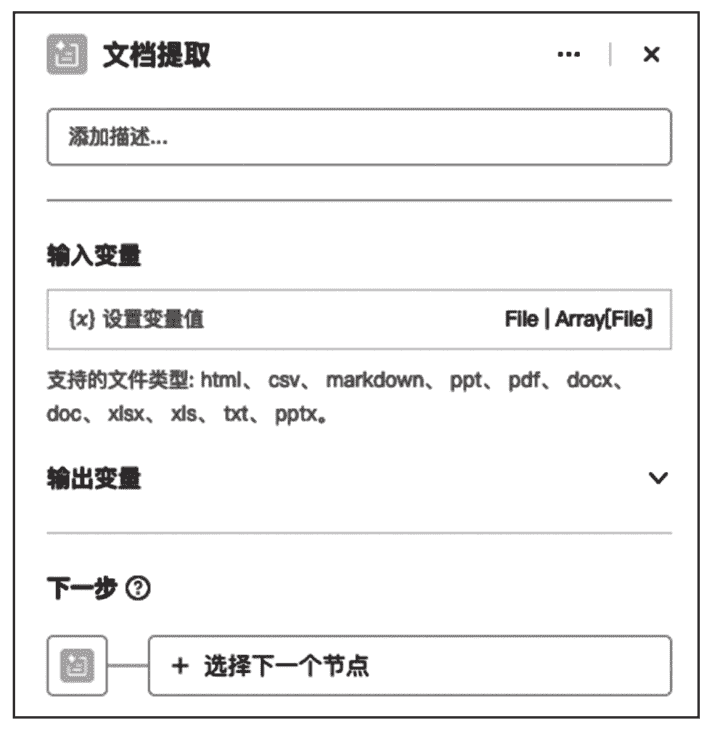 文档提取
添加描述...
输入变量
{x} 设置变量值 File | Array[File]
支持的文件类型: html、 csv、 markdown、 ppt、 pdf、 docx、
doc、 xlsx、 xls、 txt、 pptx。
输出变量
下一步 ?
+ 选择下一个节点